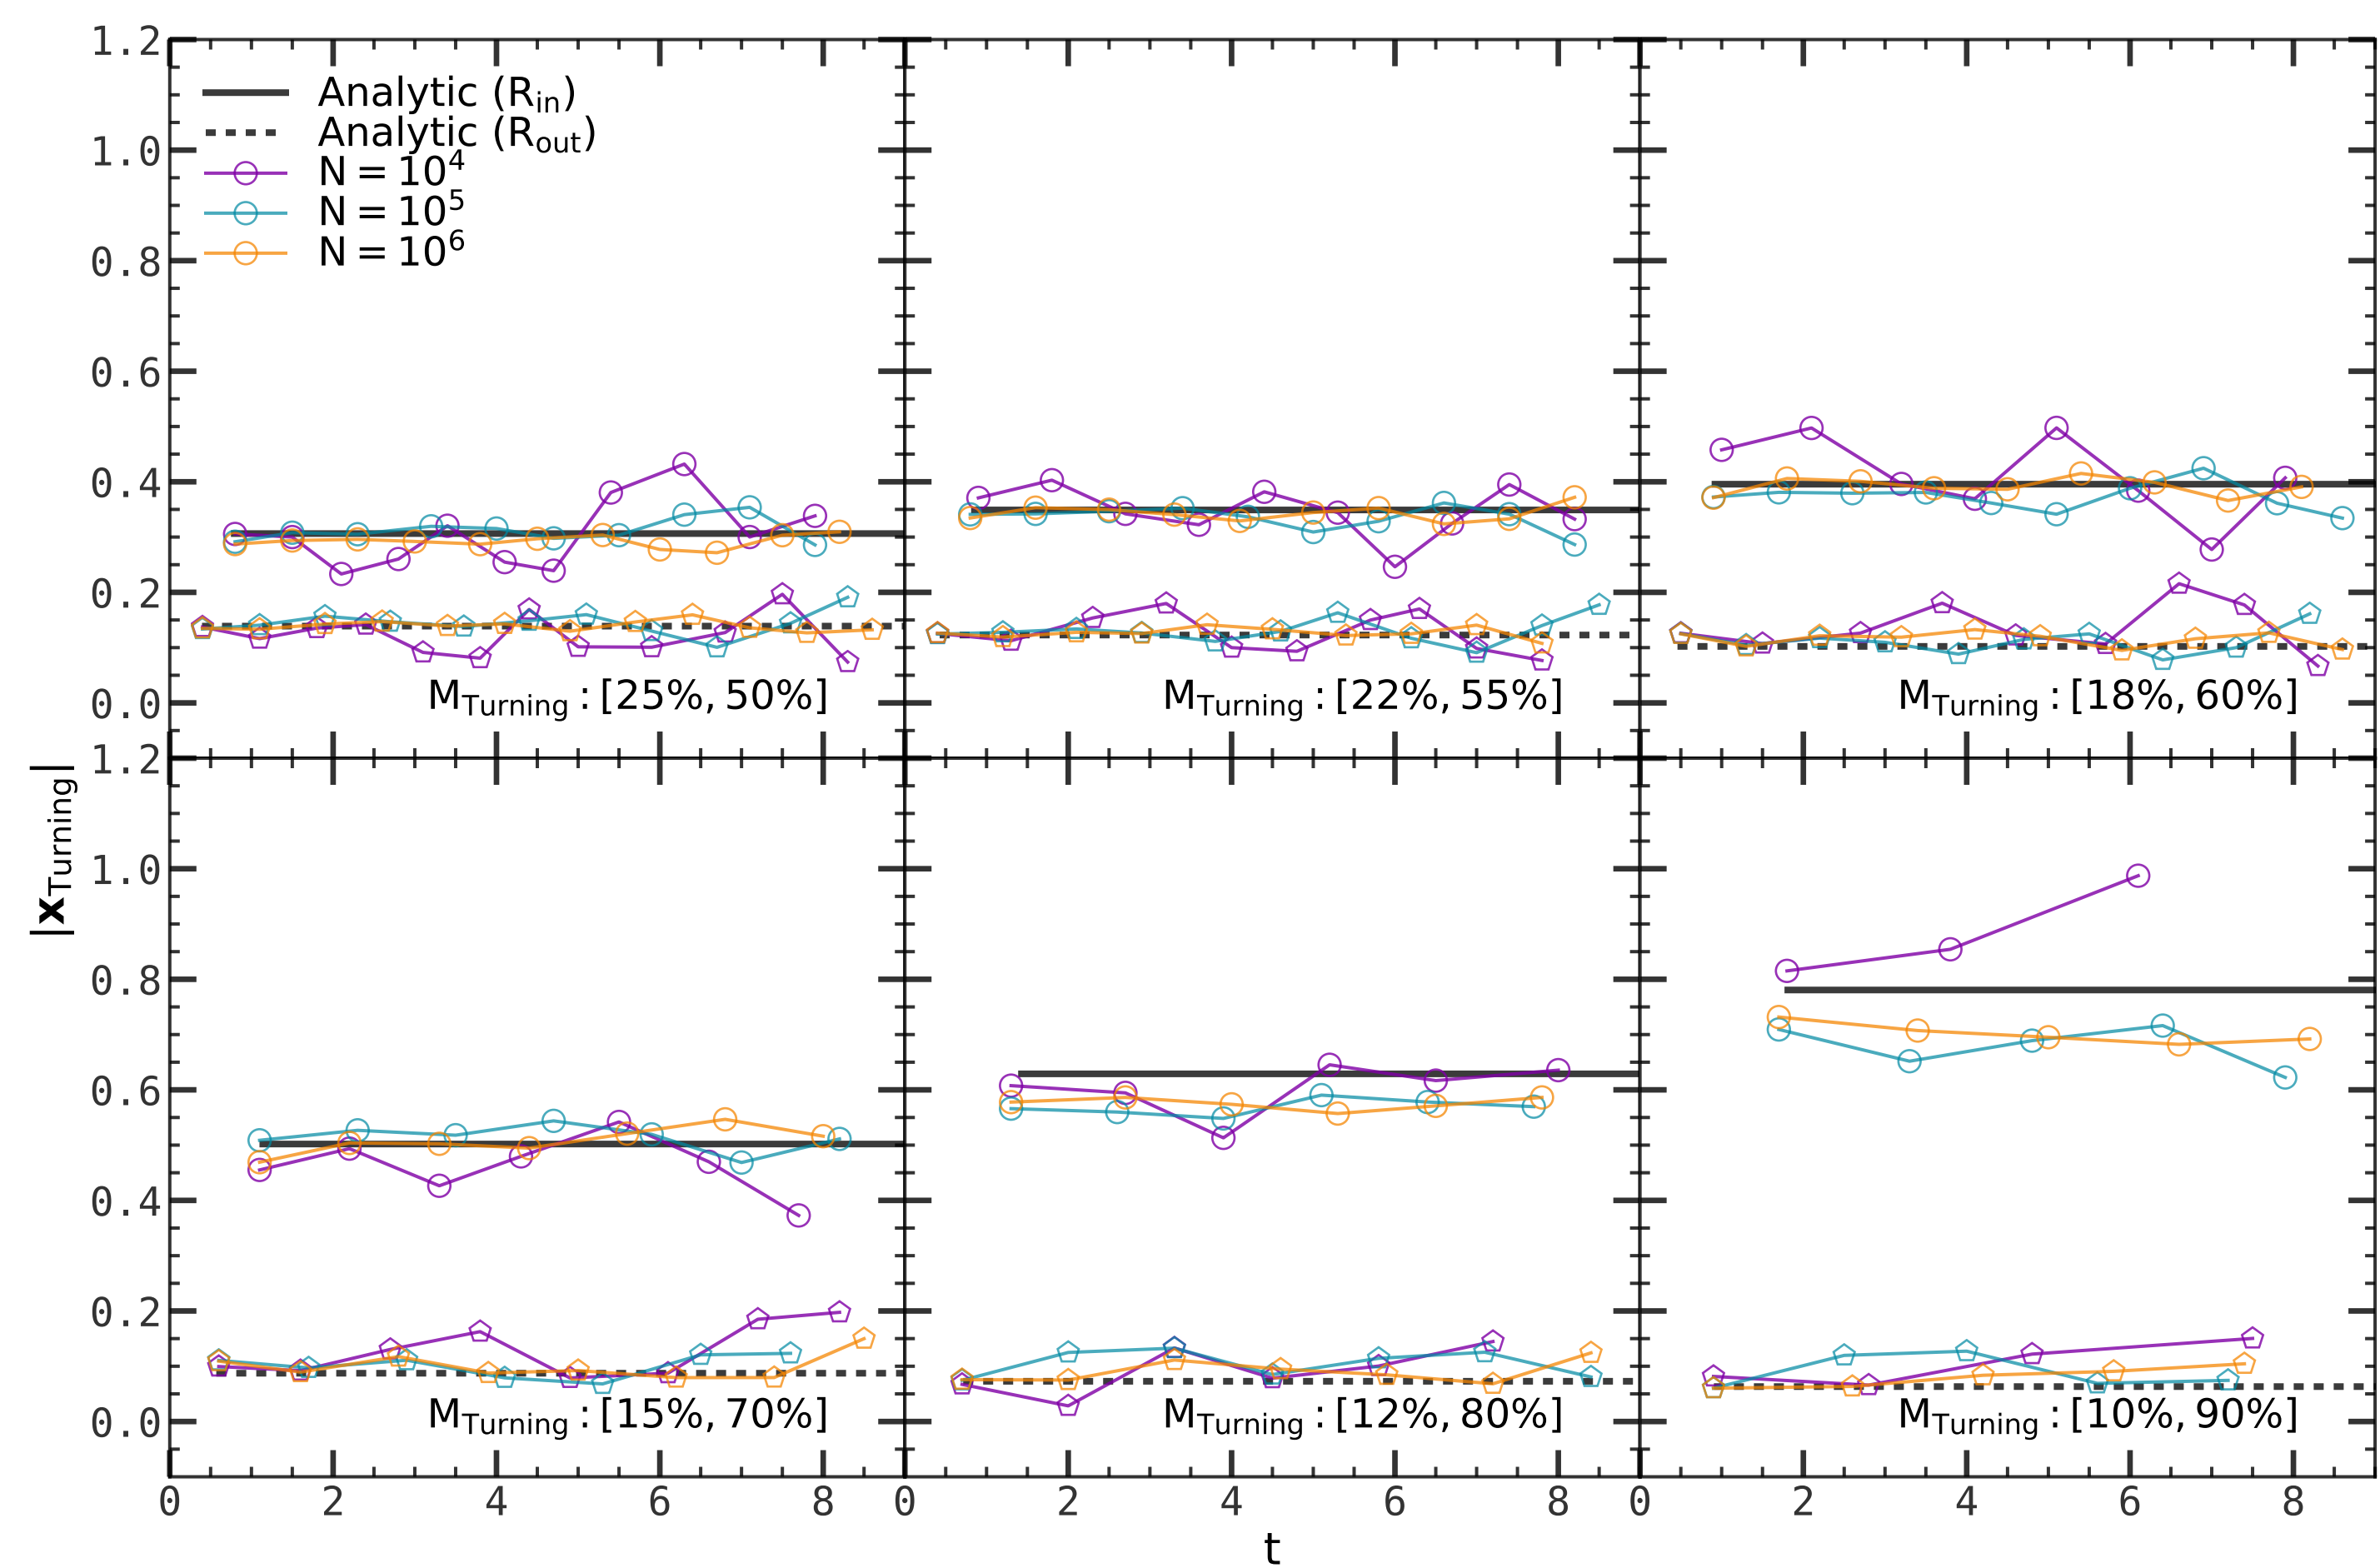 1.2
1.0
0.8
0.6
0.4
0.2
0.0
Analytic (R_in)
Analytic (R_out)
N = 10^4
N = 10^5
N = 10^6
M_Turning : [25%, 50%]
M_Turning : [22%, 55%]
M_Turning : [18%, 60%]
|x_Turning|
1.2
1.0
0.8
0.6
0.4
0.2
0.0
M_Turning : [15%, 70%]
M_Turning : [12%, 80%]
M_Turning : [10%, 90%]
0 2 4 6 8 0 2 4 6 8 0 2 4 6 8
t